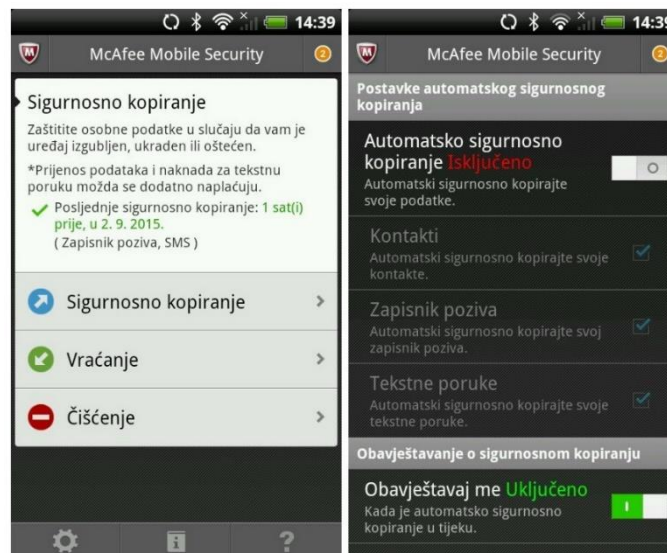 14:39
McAfee Mobile Security
2
Sigurnosno kopiranje
Zaštitite osobne podatke u slučaju da vam je
uređaj izgubljen, ukraden ili oštećen.
*Prijenos podataka i naknada za tekstnu
poruku možda se dodatno naplaćuju.
Posljednje sigurnosno kopiranje: 1 sat(i)
prije, u 2. 9. 2015.
( Zapisnik poziva, SMS )
Sigurnosno kopiranje
Vraćanje
Čišćenje
14:39
McAfee Mobile Security
2
Postavke automatskog sigurnosnog
kopiranja
Automatsko sigurnosno
kopiranje Isključeno
Automatski sigurnosno kopirajte
svoje podatke.
Kontakti
Automatski sigurnosno kopirajte svoje
kontakte.
Zapisnik poziva
Automatski sigurnosno kopirajte svoj
zapisnik poziva.
Tekstne poruke
Automatski sigurnosno kopirajte svoje
tekstne poruke.
Obavještavanje o sigurnosnom kopiranju
Obavještavaj me Uključeno
Kada je automatsko sigurnosno
kopiranje u tijeku.